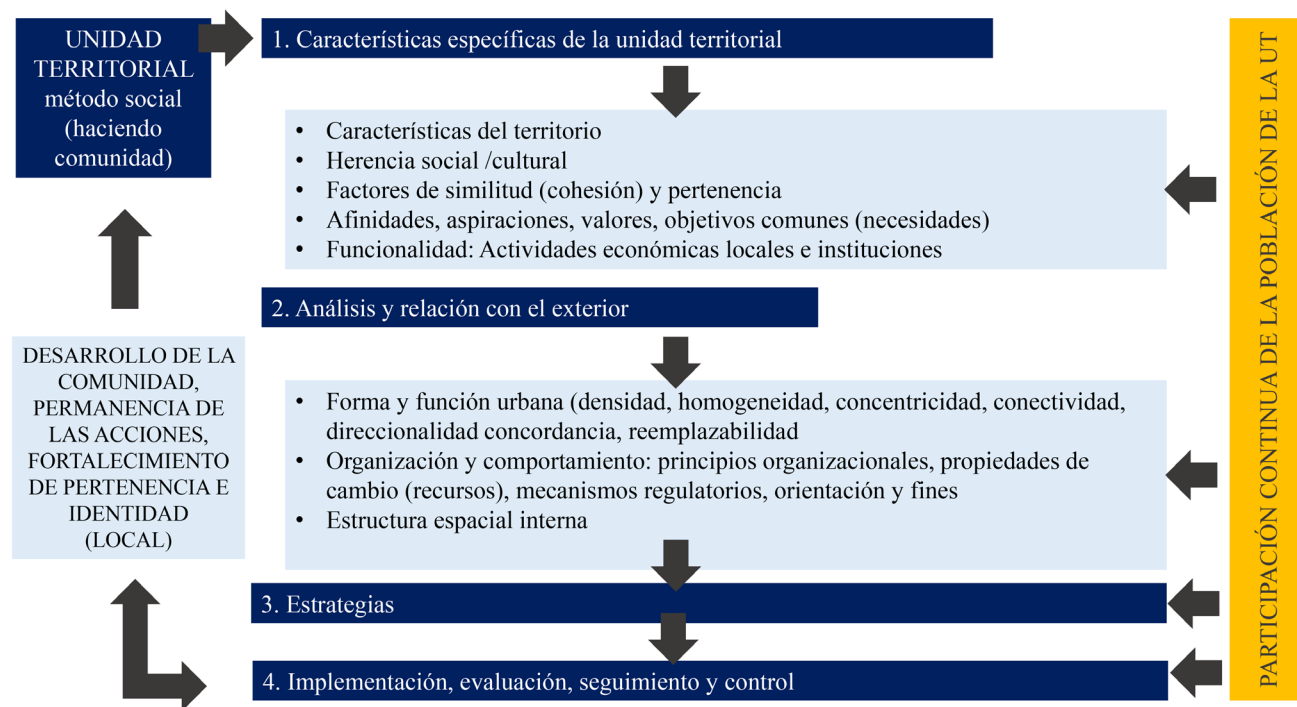 UNIDAD
TERRITORIAL
método social
(haciendo
comunidad)
1. Características específicas de la unidad territorial
• Características del territorio
• Herencia social /cultural
• Factores de similitud (cohesión) y pertenencia
• Afinidades, aspiraciones, valores, objetivos comunes (necesidades)
• Funcionalidad: Actividades económicas locales e instituciones
2. Análisis y relación con el exterior
• Forma y función urbana (densidad, homogeneidad, concentricidad, conectividad,
direccionalidad concordancia, reemplazabilidad
• Organización y comportamiento: principios organizacionales, propiedades de
cambio (recursos), mecanismos regulatorios, orientación y fines
• Estructura espacial interna
3. Estrategias
4. Implementación, evaluación, seguimiento y control
DESARROLLO DE LA
COMUNIDAD,
PERMANENCIA DE
LAS ACCIONES,
FORTALECIMIENTO
DE PERTENENCIA E
IDENTIDAD
(LOCAL)
PARTICIPACIÓN CONTINUA DE LA POBLACIÓN DE LA UT